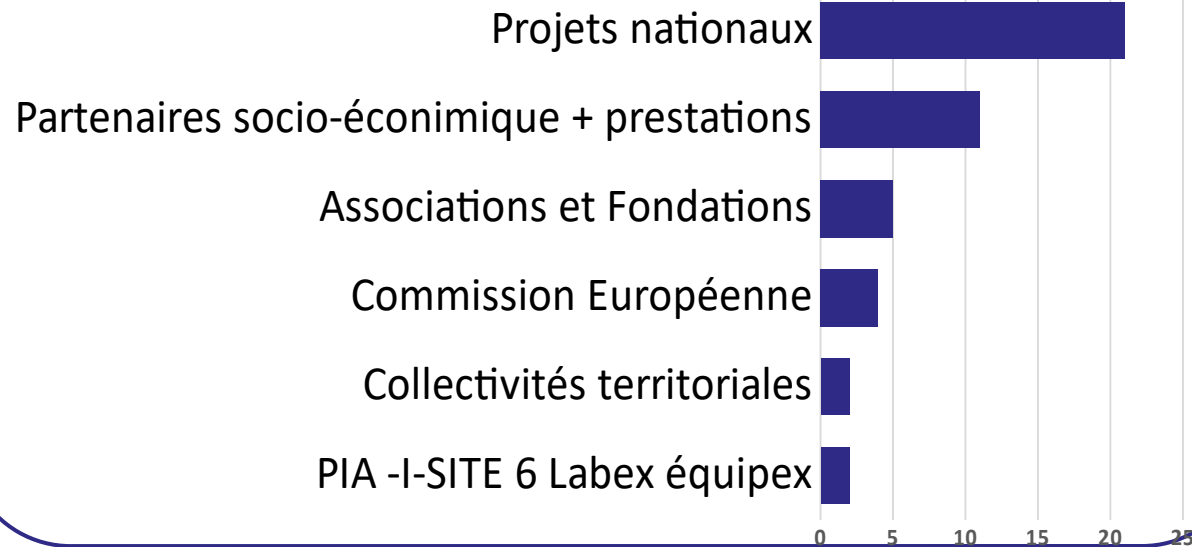 Projets nationaux
Partenaires socio-éconimique + prestations
Associations et Fondations
Commission Européenne
Collectivités territoriales
PIA -I-SITE 6 Labex équipex
0 5 10 15 20 25